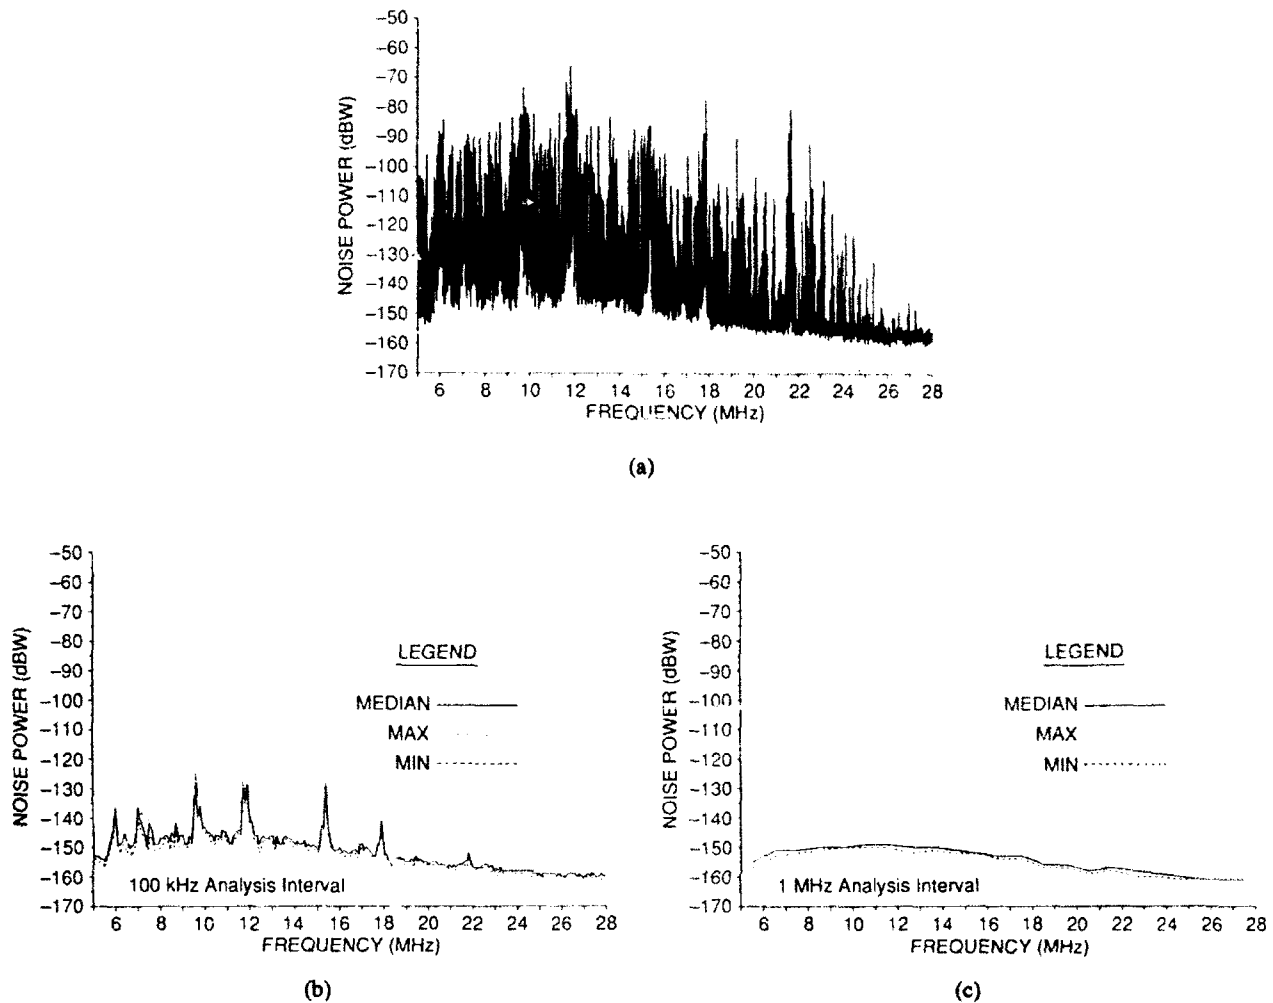 -50
-60
-70
-80
-90
-100
-110
-120
-130
-140
-150
-160
-170
NOISE POWER (dBW)
6 8 10 12 14 16 18 20 22 24 26 28
FREQUENCY (MHz)
(a)
-50
-60
-70
-80
-90
-100
-110
-120
-130
-140
-150
-160
-170
NOISE POWER (dBW)
LEGEND
MEDIAN
MAX
MIN
100 kHz Analysis Interval
6 8 10 12 14 16 18 20 22 24 26 28
FREQUENCY (MHz)
(b)
-50
-60
-70
-80
-90
-100
-110
-120
-130
-140
-150
-160
-170
NOISE POWER (dBW)
LEGEND
MEDIAN
MAX
MIN
1 MHz Analysis Interval
6 8 10 12 14 16 18 20 22 24 26 28
FREQUENCY (MHz)
(c)